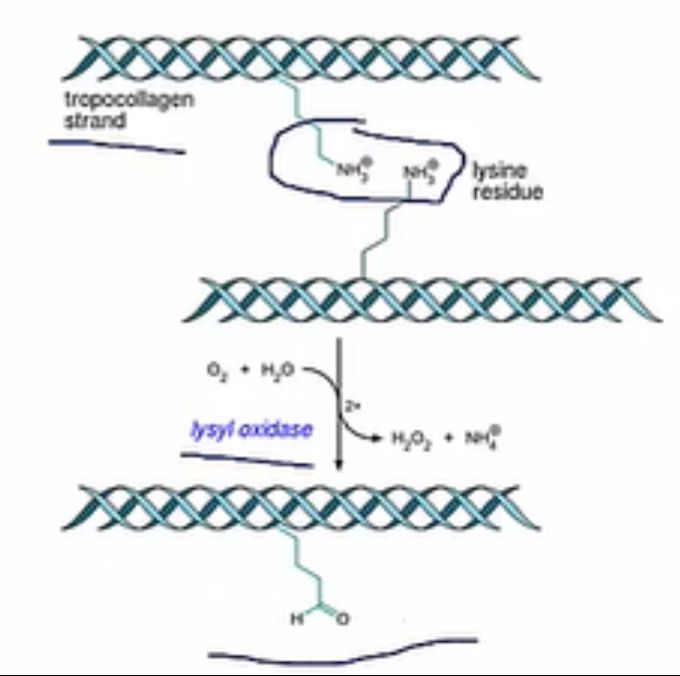 tropocollagen
strand
NH₃⊕ NH₃⊕
lysine
residue
O₂ + H₂O
2×
lysyl oxidase
H₂O₂ + NH₄⊕
H O